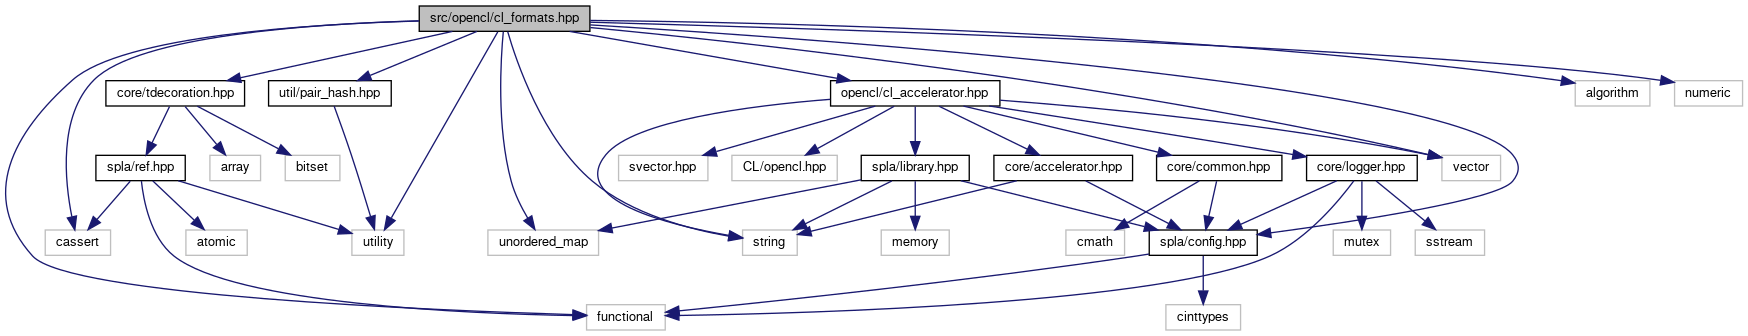 src/opencl/cl_formats.hpp
core/tdecoration.hpp
util/pair_hash.hpp
opencl/cl_accelerator.hpp
algorithm
numeric
spla/ref.hpp
array
bitset
svector.hpp
CL/opencl.hpp
spla/library.hpp
core/accelerator.hpp
core/common.hpp
core/logger.hpp
vector
cassert
atomic
utility
unordered_map
string
memory
cmath
spla/config.hpp
mutex
sstream
functional
cinttypes